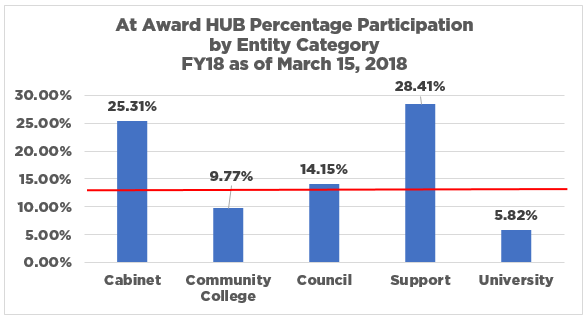 At Award HUB Percentage Participation
by Entity Category
FY18 as of March 15, 2018
30.00%
25.00%
20.00%
15.00%
10.00%
5.00%
0.00%
25.31%
9.77%
14.15%
28.41%
5.82%
Cabinet
Community
College
Council
Support
University